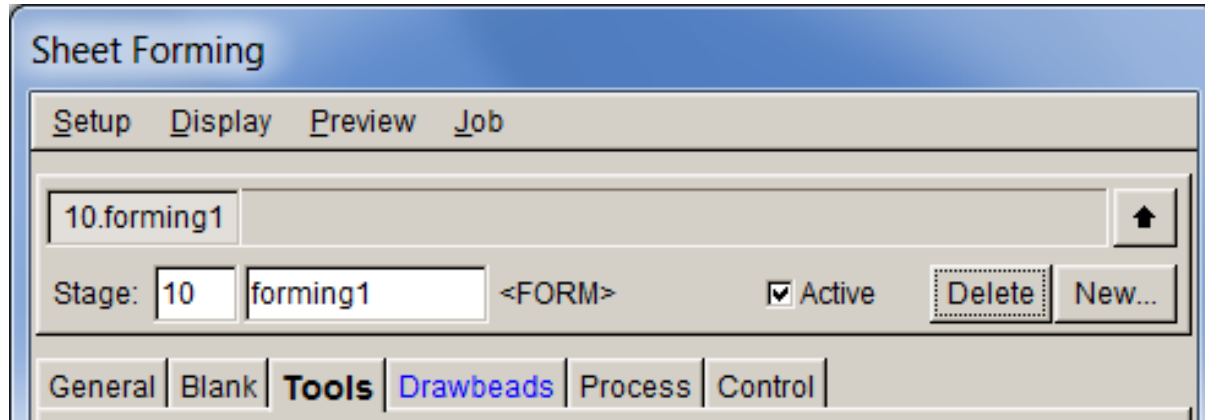 Sheet Forming
Setup Display Preview Job
10.forming1
Stage: 10 forming1 <FORM> Active Delete New...
General Blank Tools Drawbeads Process Control